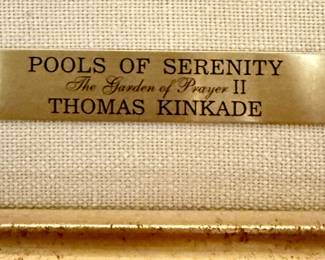 POOLS OF SERENITY
The Garden of Prayer II
THOMAS KINKADE